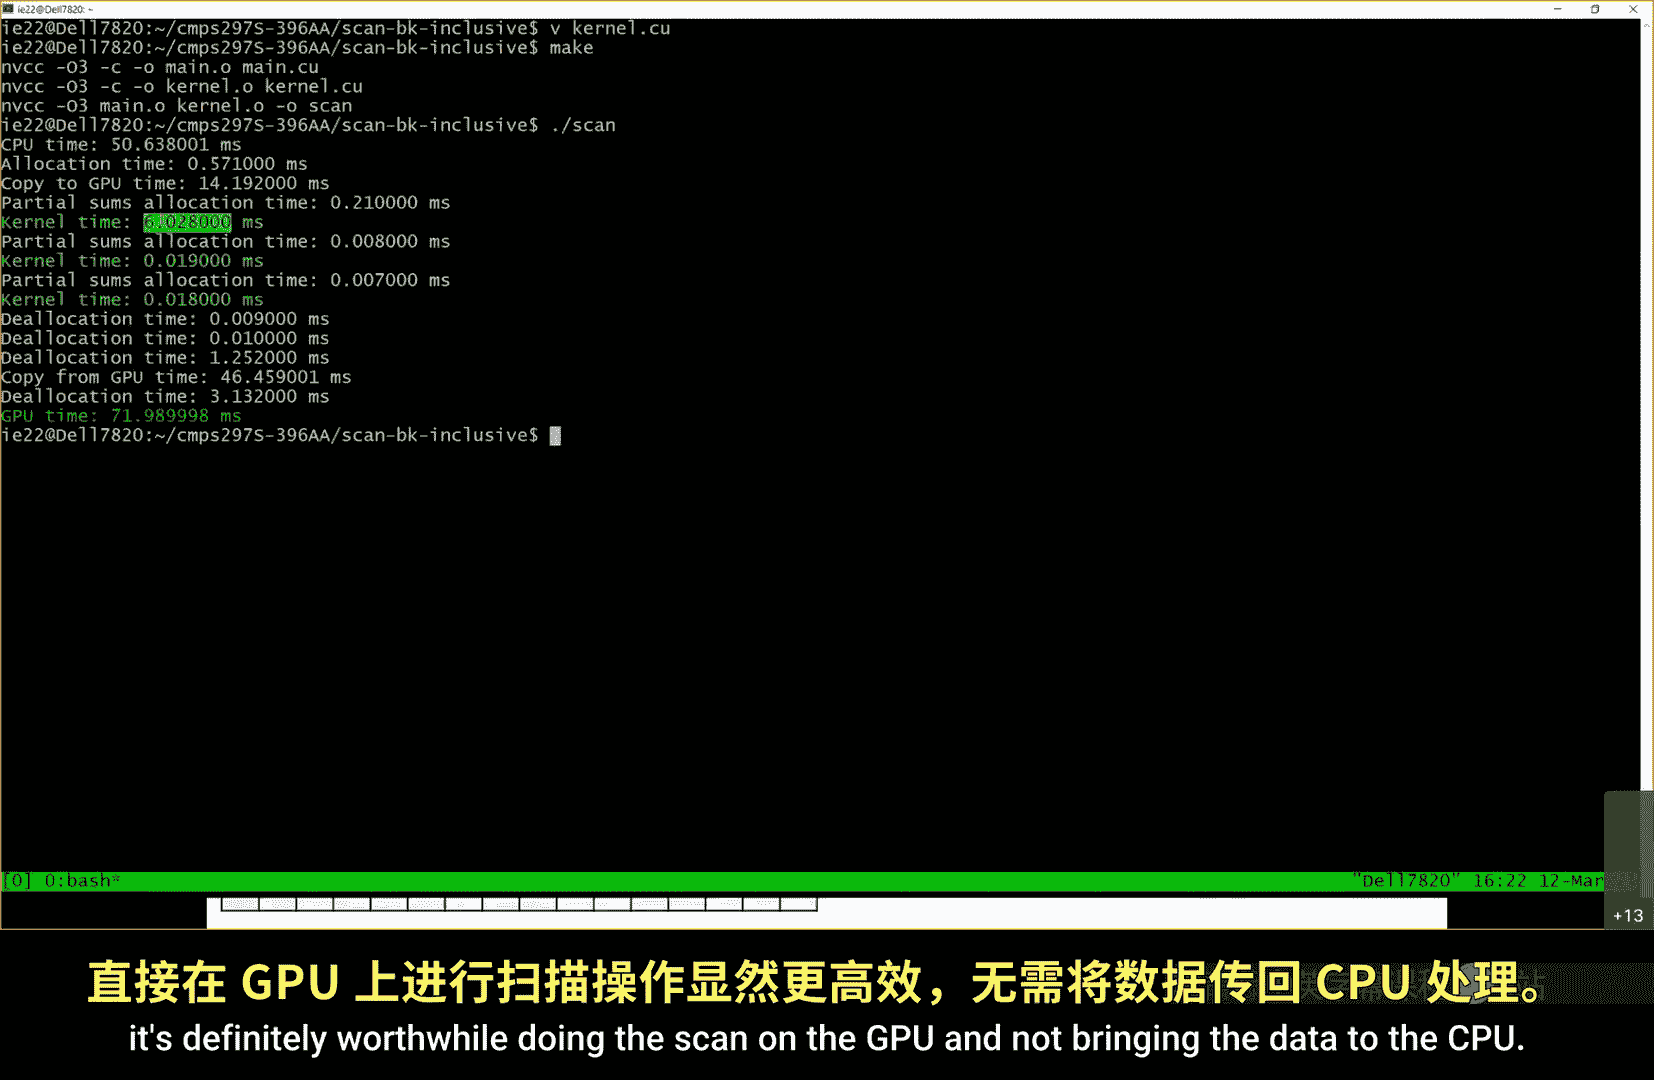 ie22@Dell7820: ~
ie22@Dell7820:~/cmps297S-396AA/scan-bk-inclusive$ v kernel.cu
ie22@Dell7820:~/cmps297S-396AA/scan-bk-inclusive$ make
nvcc -O3 -c -o main.o main.cu
nvcc -O3 -c -o kernel.o kernel.cu
nvcc -O3 main.o kernel.o -o scan
ie22@Dell7820:~/cmps297S-396AA/scan-bk-inclusive$ ./scan
CPU time: 50.638001 ms
Allocation time: 0.571000 ms
Copy to GPU time: 14.192000 ms
Partial sums allocation time: 0.210000 ms
Kernel time: 6.028000 ms
Partial sums allocation time: 0.008000 ms
Kernel time: 0.019000 ms
Partial sums allocation time: 0.007000 ms
Kernel time: 0.018000 ms
Deallocation time: 0.009000 ms
Deallocation time: 0.010000 ms
Deallocation time: 1.252000 ms
Copy from GPU time: 46.459001 ms
Deallocation time: 3.132000 ms
GPU time: 71.989998 ms
ie22@Dell7820:~/cmps297S-396AA/scan-bk-inclusive$
[0] 0:bash* "Dell7820" 16:22 12-Mar
+13
直接在 GPU 上进行扫描操作显然更高效，无需将数据传回 CPU 处理。
it's definitely worthwhile doing the scan on the GPU and not bringing the data to the CPU.